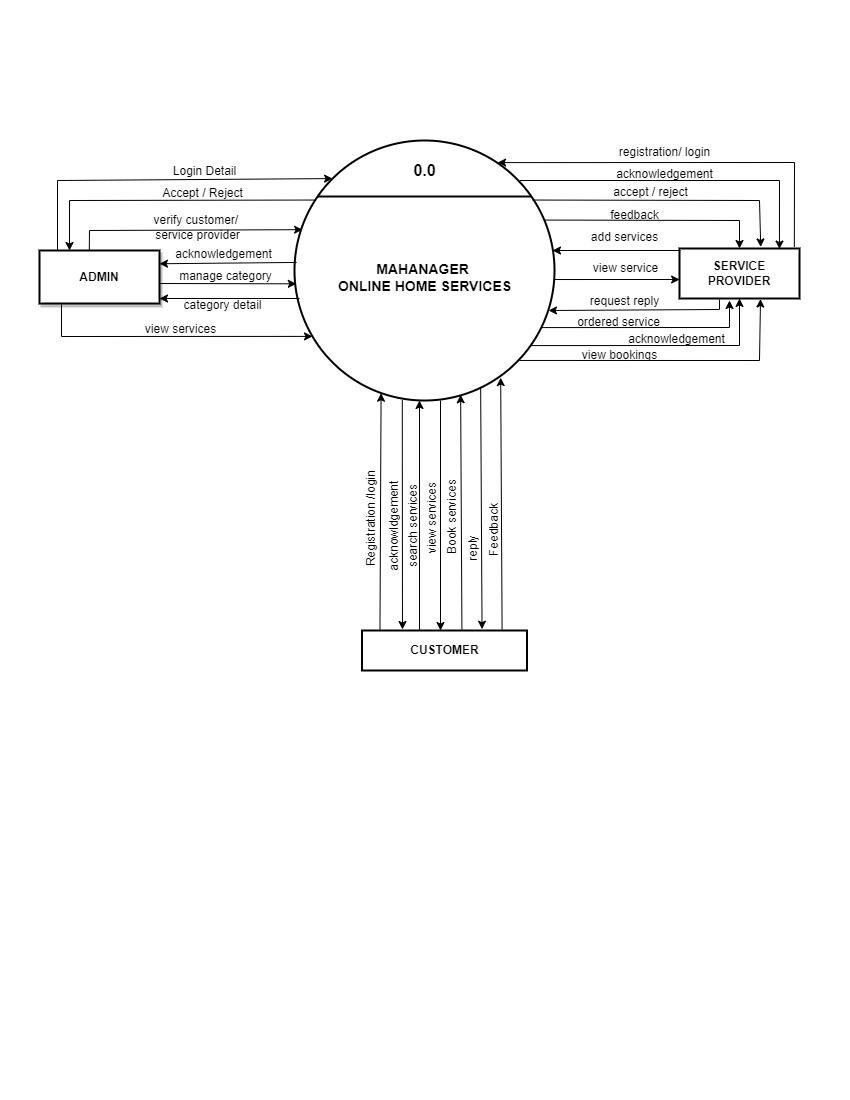 0.0
MAHANAGER
ONLINE HOME SERVICES
Login Detail
Accept / Reject
verify customer/
service provider
acknowledgement
manage category
category detail
view services
ADMIN
registration/ login
acknowledgement
accept / reject
feedback
add services
view service
request reply
ordered service
acknowledgement
view bookings
SERVICE
PROVIDER
Registration /login
acknowldgement
search services
view services
Book services
reply
Feedback
CUSTOMER